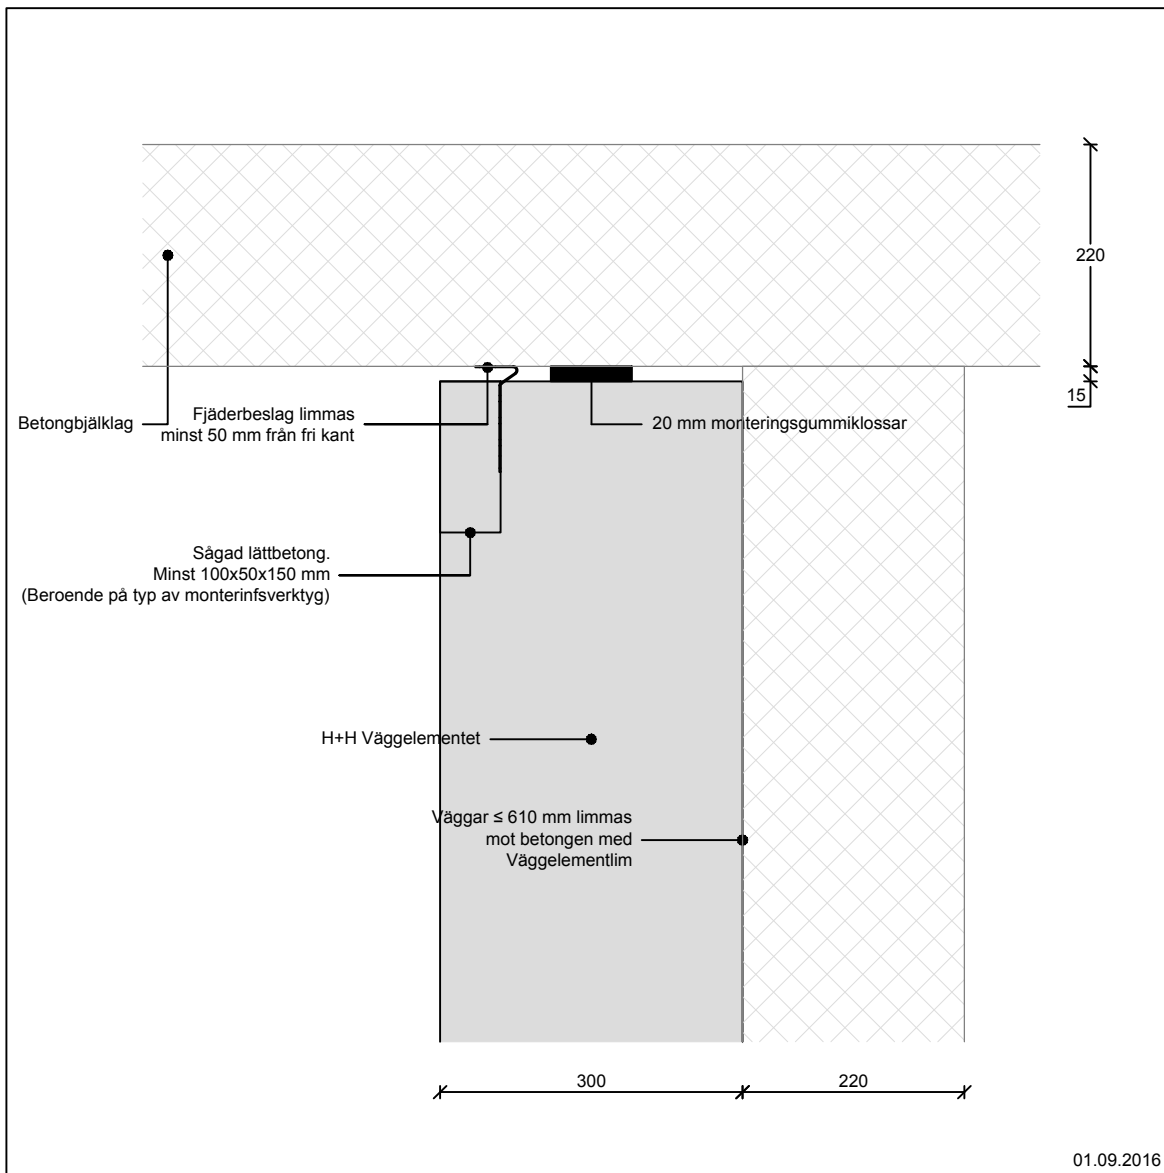 220
15
Betongbjälklag
Fjäderbeslag limmas
minst 50 mm från fri kant
20 mm monteringsgummiklossar
Sågad lättbetong.
Minst 100x50x150 mm
(Beroende på typ av monterinfsverktyg)
H+H Väggelementet
Väggar ≤ 610 mm limmas
mot betongen med
Väggelementlim
300
220
01.09.2016